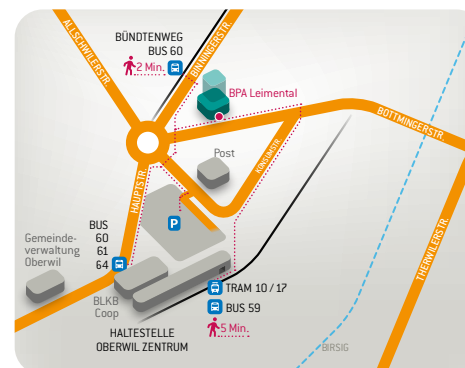 ALLSCHWILERSTR.
BÜNDTENWEG
BUS 60
2 Min.
BINNINGERSTR.
BPA Leimental
BOTTMINGERSTR.
Post
KONSUMSTR.
HAUPTSTR.
P
THERWILERSTR.
Gemeinde-
verwaltung
Oberwil
BUS
60
61
64
BLKB
Coop
TRAM 10 / 17
BUS 59
5 Min.
HALTESTELLE
OBERWIL ZENTRUM
BIRSIG